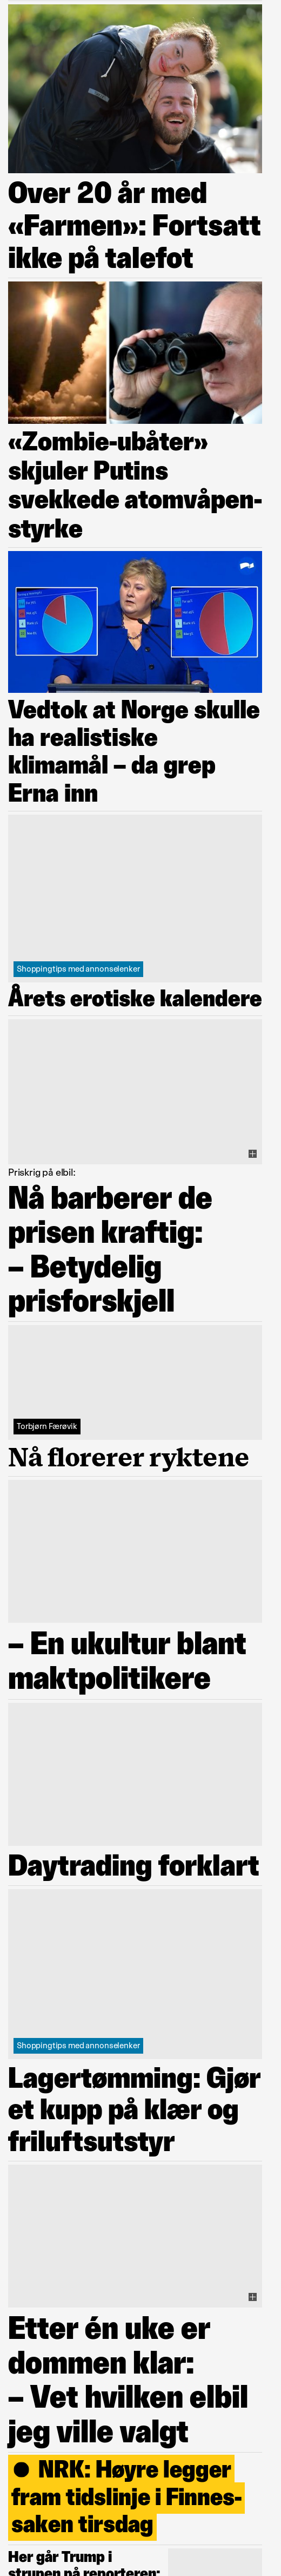 Over 20 år med
«Farmen»: Fortsatt
ikke på talefot
«Zombie-ubåter»
skjuler Putins
svekkede atomvåpen-
styrke
Vedtok at Norge skulle
ha realistiske
klimamål – da grep
Erna inn
Shoppingtips med annonselenker
Årets erotiske kalendere
Priskrig på elbil:
Nå barberer de
prisen kraftig:
– Betydelig
prisforskjell
Torbjørn Færøvik
Nå florerer ryktene
– En ukultur blant
maktpolitikere
Daytrading forklart
Shoppingtips med annonselenker
Lagertømming: Gjør
et kupp på klær og
friluftsutstyr
Etter én uke er
dommen klar:
– Vet hvilken elbil
jeg ville valgt
● NRK: Høyre legger
fram tidslinje i Finnes-
saken tirsdag
Her går Trump i
strupen på reporteren: